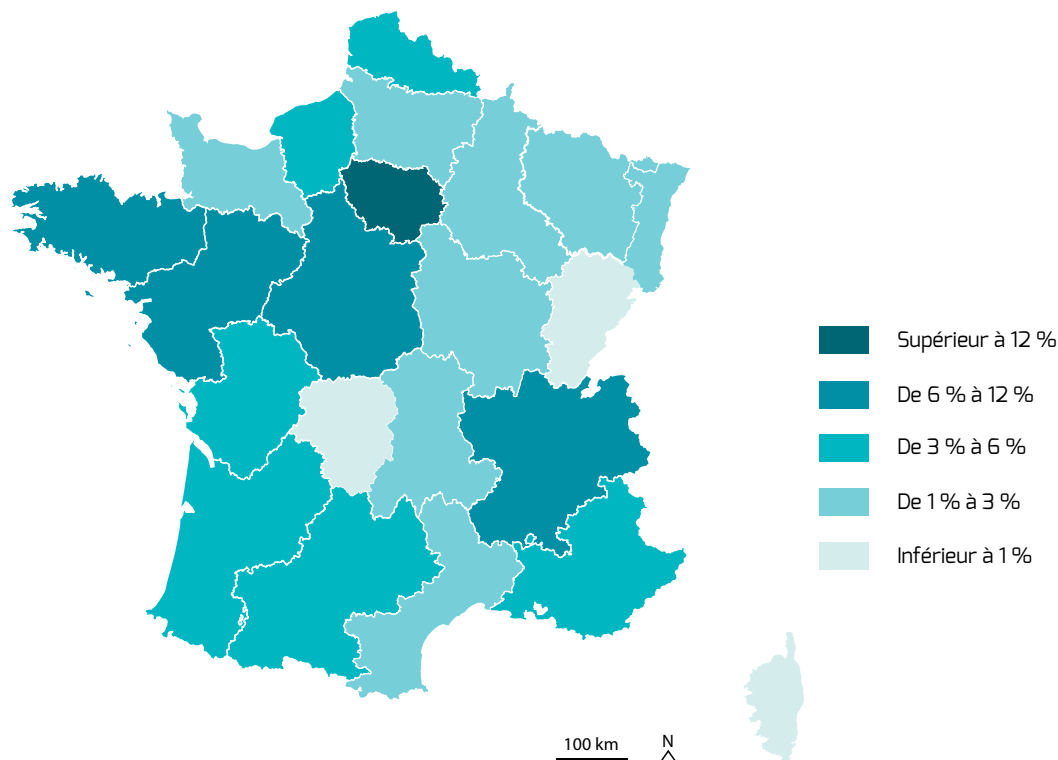 Supérieur à 12 %
De 6 % à 12 %
De 3 % à 6 %
De 1 % à 3 %
Inférieur à 1 %
100 km
N